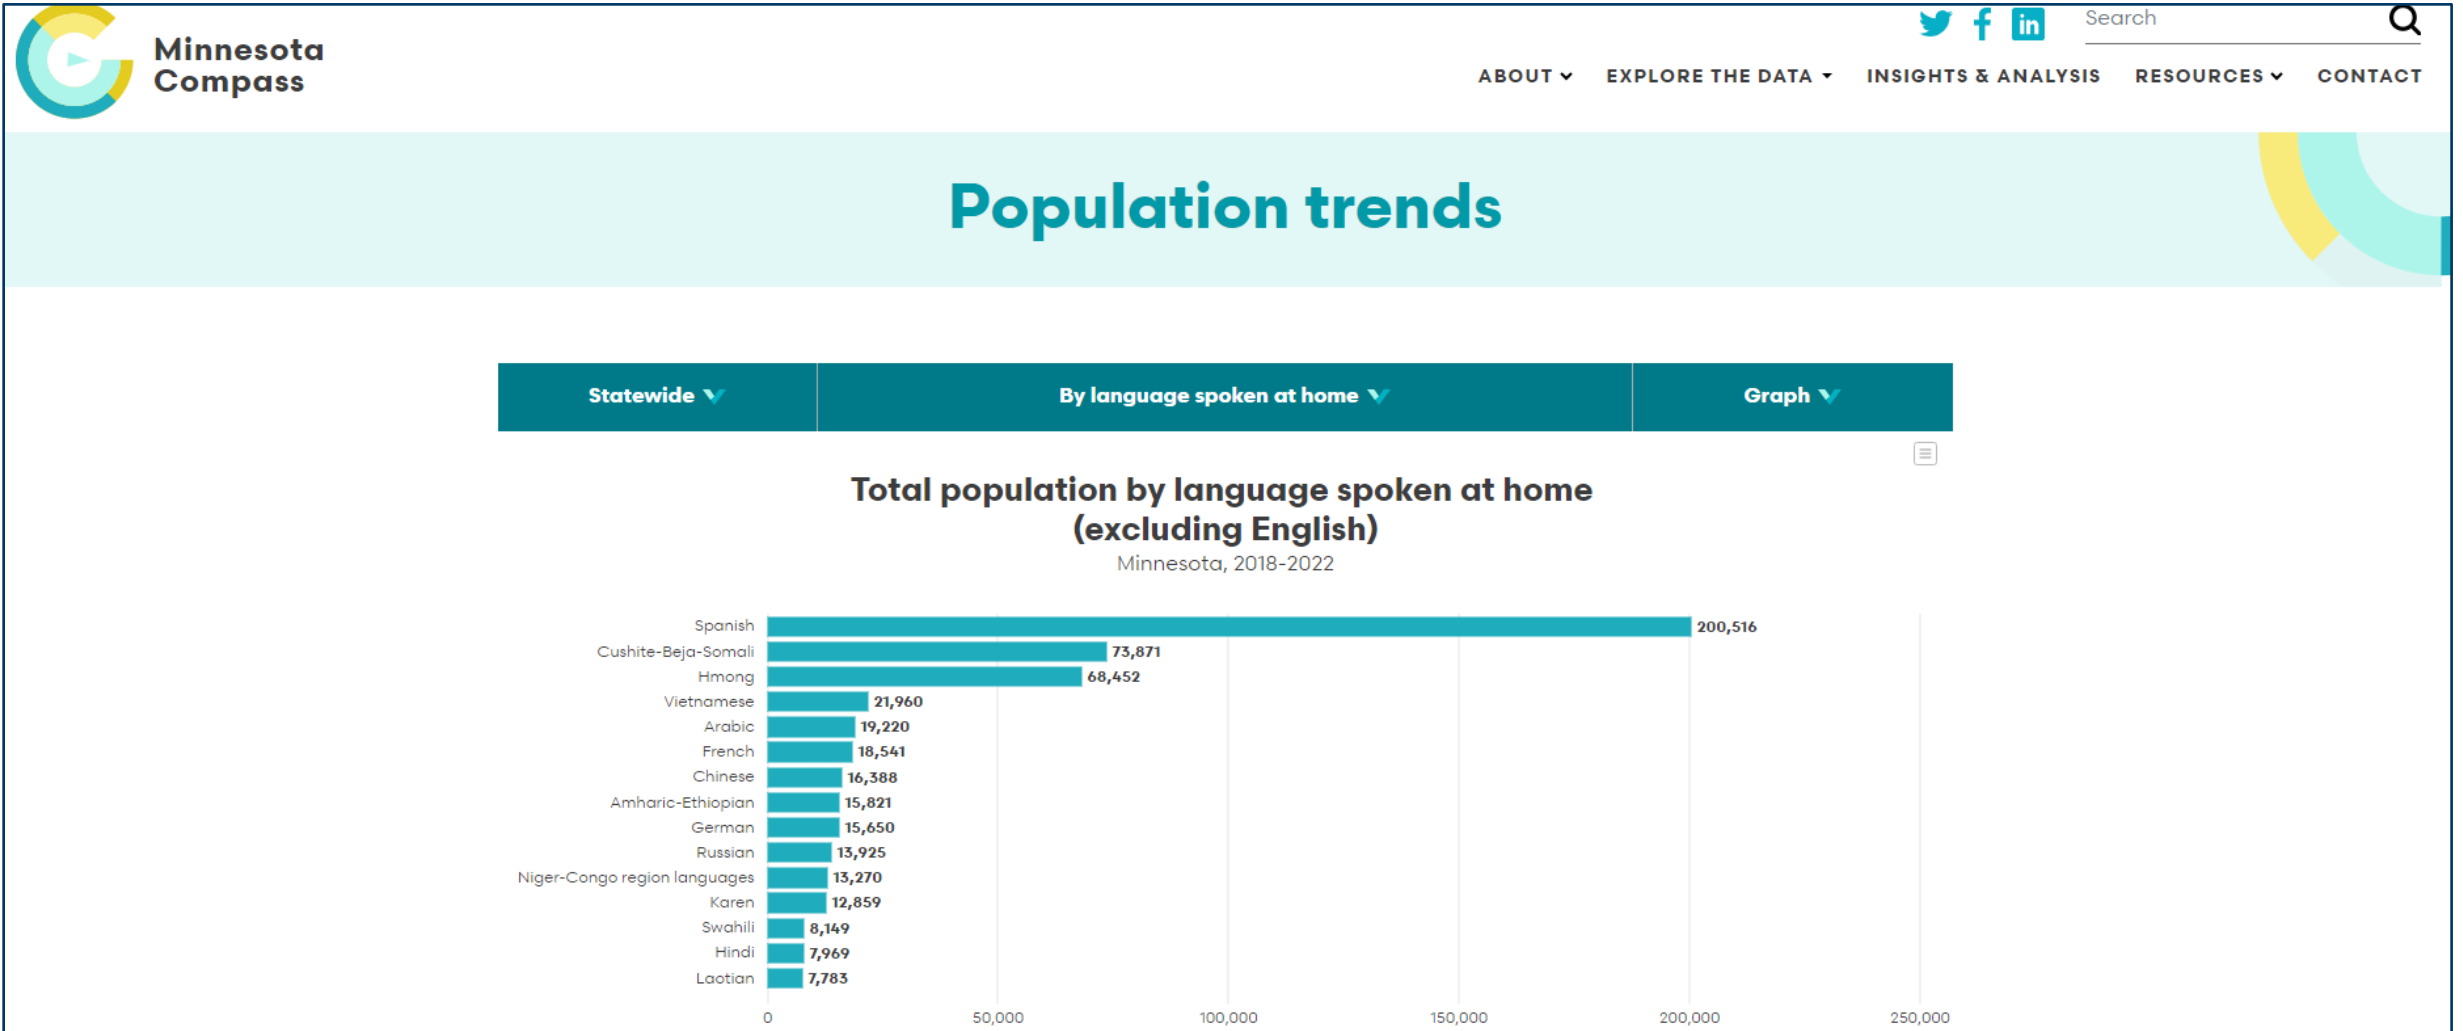 Minnesota
Compass
Search
ABOUT
EXPLORE THE DATA
INSIGHTS & ANALYSIS
RESOURCES
CONTACT
Population trends
Statewide
By language spoken at home
Graph
Total population by language spoken at home
(excluding English)
Minnesota, 2018-2022
Spanish 200,516
Cushite-Beja-Somali 73,871
Hmong 68,452
Vietnamese 21,960
Arabic 19,220
French 18,541
Chinese 16,388
Amharic-Ethiopian 15,821
German 15,650
Russian 13,925
Niger-Congo region languages 13,270
Karen 12,859
Swahili 8,149
Hindi 7,969
Laotian 7,783
0 50,000 100,000 150,000 200,000 250,000